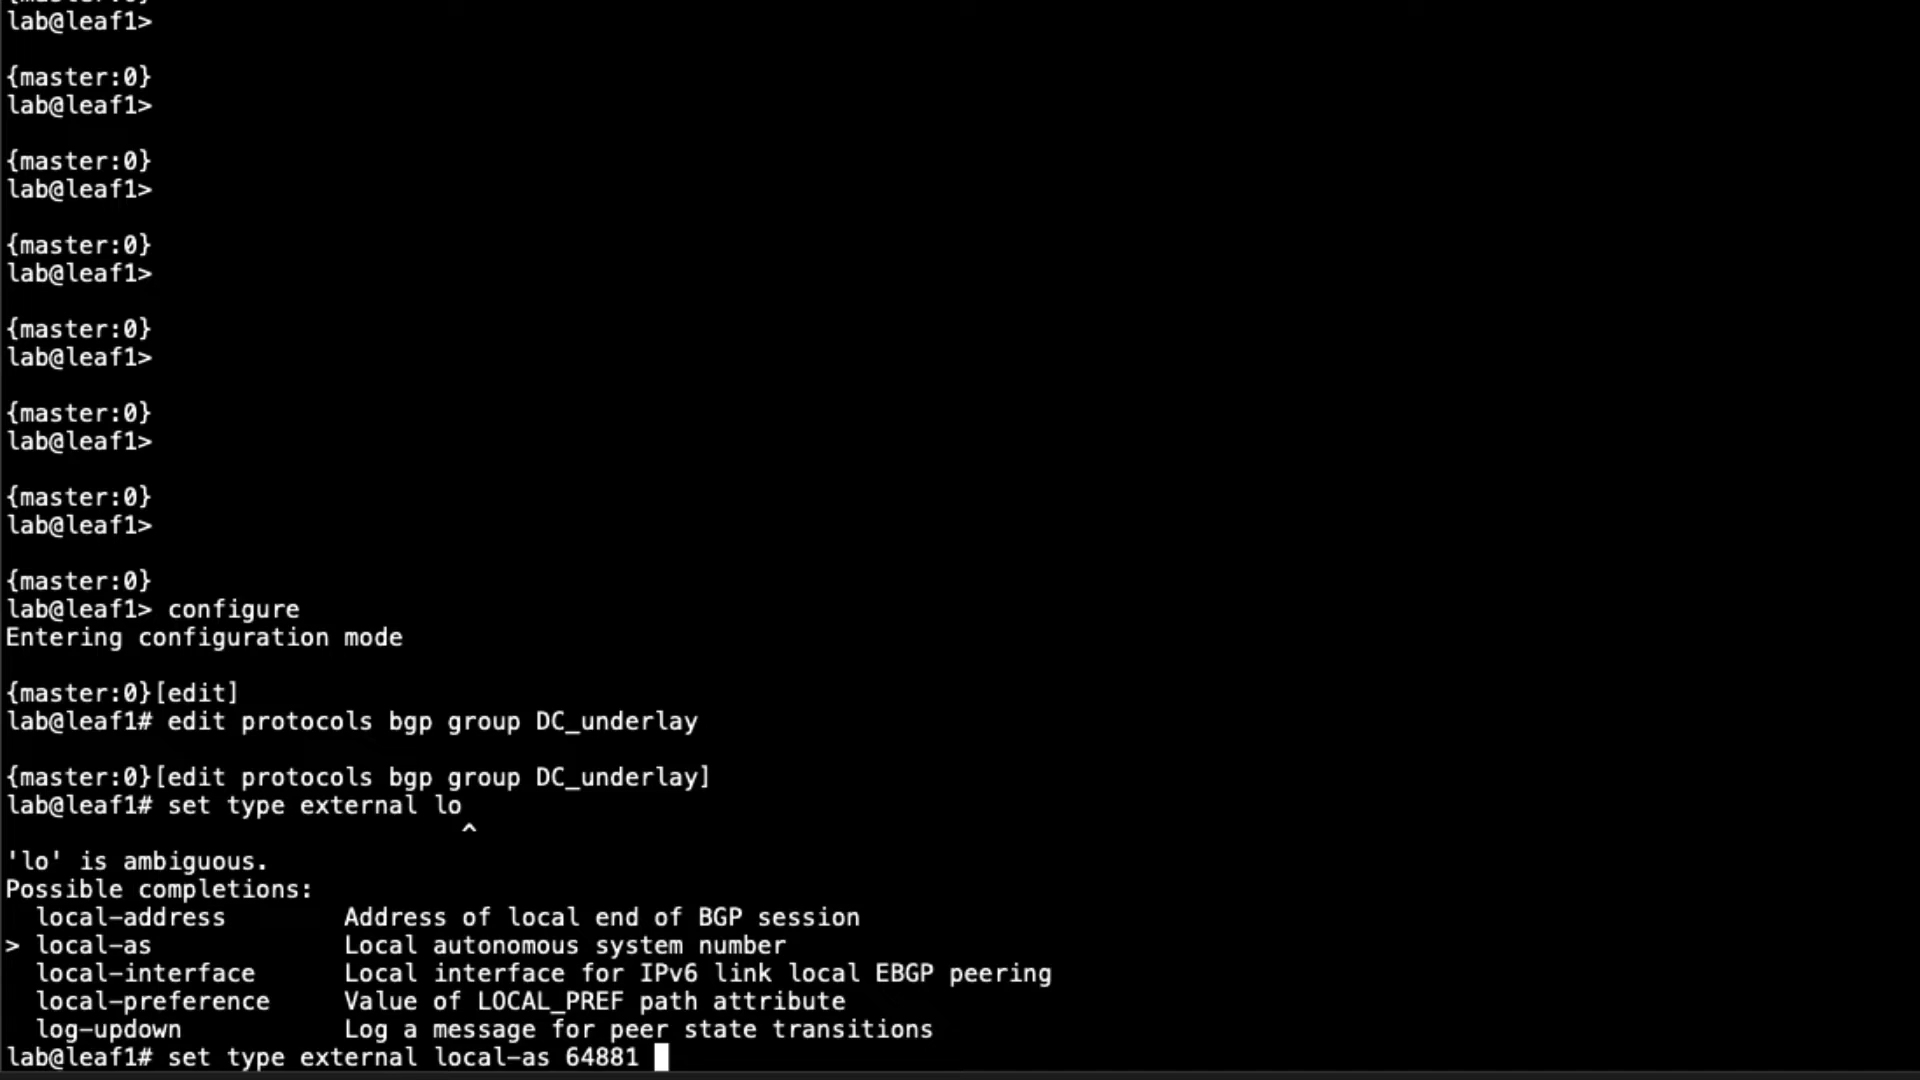 {master:0}
lab@leaf1>
{master:0}
lab@leaf1>
{master:0}
lab@leaf1>
{master:0}
lab@leaf1>
{master:0}
lab@leaf1>
{master:0}
lab@leaf1>
{master:0}
lab@leaf1>
{master:0}
lab@leaf1> configure
Entering configuration mode
{master:0}[edit]
lab@leaf1# edit protocols bgp group DC_underlay
{master:0}[edit protocols bgp group DC_underlay]
lab@leaf1# set type external lo
^
'lo' is ambiguous.
Possible completions:
local-address Address of local end of BGP session
> local-as Local autonomous system number
local-interface Local interface for IPv6 link local EBGP peering
local-preference Value of LOCAL_PREF path attribute
log-updown Log a message for peer state transitions
lab@leaf1# set type external local-as 64881